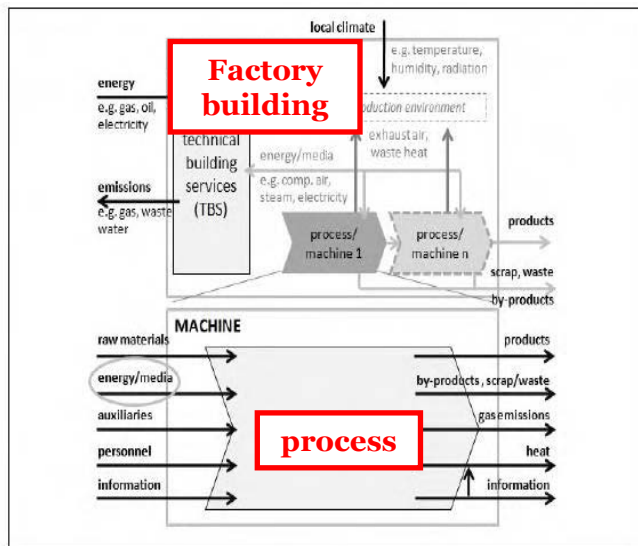 local climate
e.g. temperature,
humidity, radiation
Factory
building
energy
e.g. gas, oil,
electricity
production environment
exhaust air,
waste heat
technical
building
services
(TBS)
energy/media
e.g. comp. air,
steam, electricity
emissions
e.g. gas, waste
water
process/
machine 1
process/
machine n
products
scrap, waste
by-products
MACHINE
raw materials
products
energy/media
by-products, scrap/waste
auxiliaries
gas emissions
process
personnel
heat
information
information